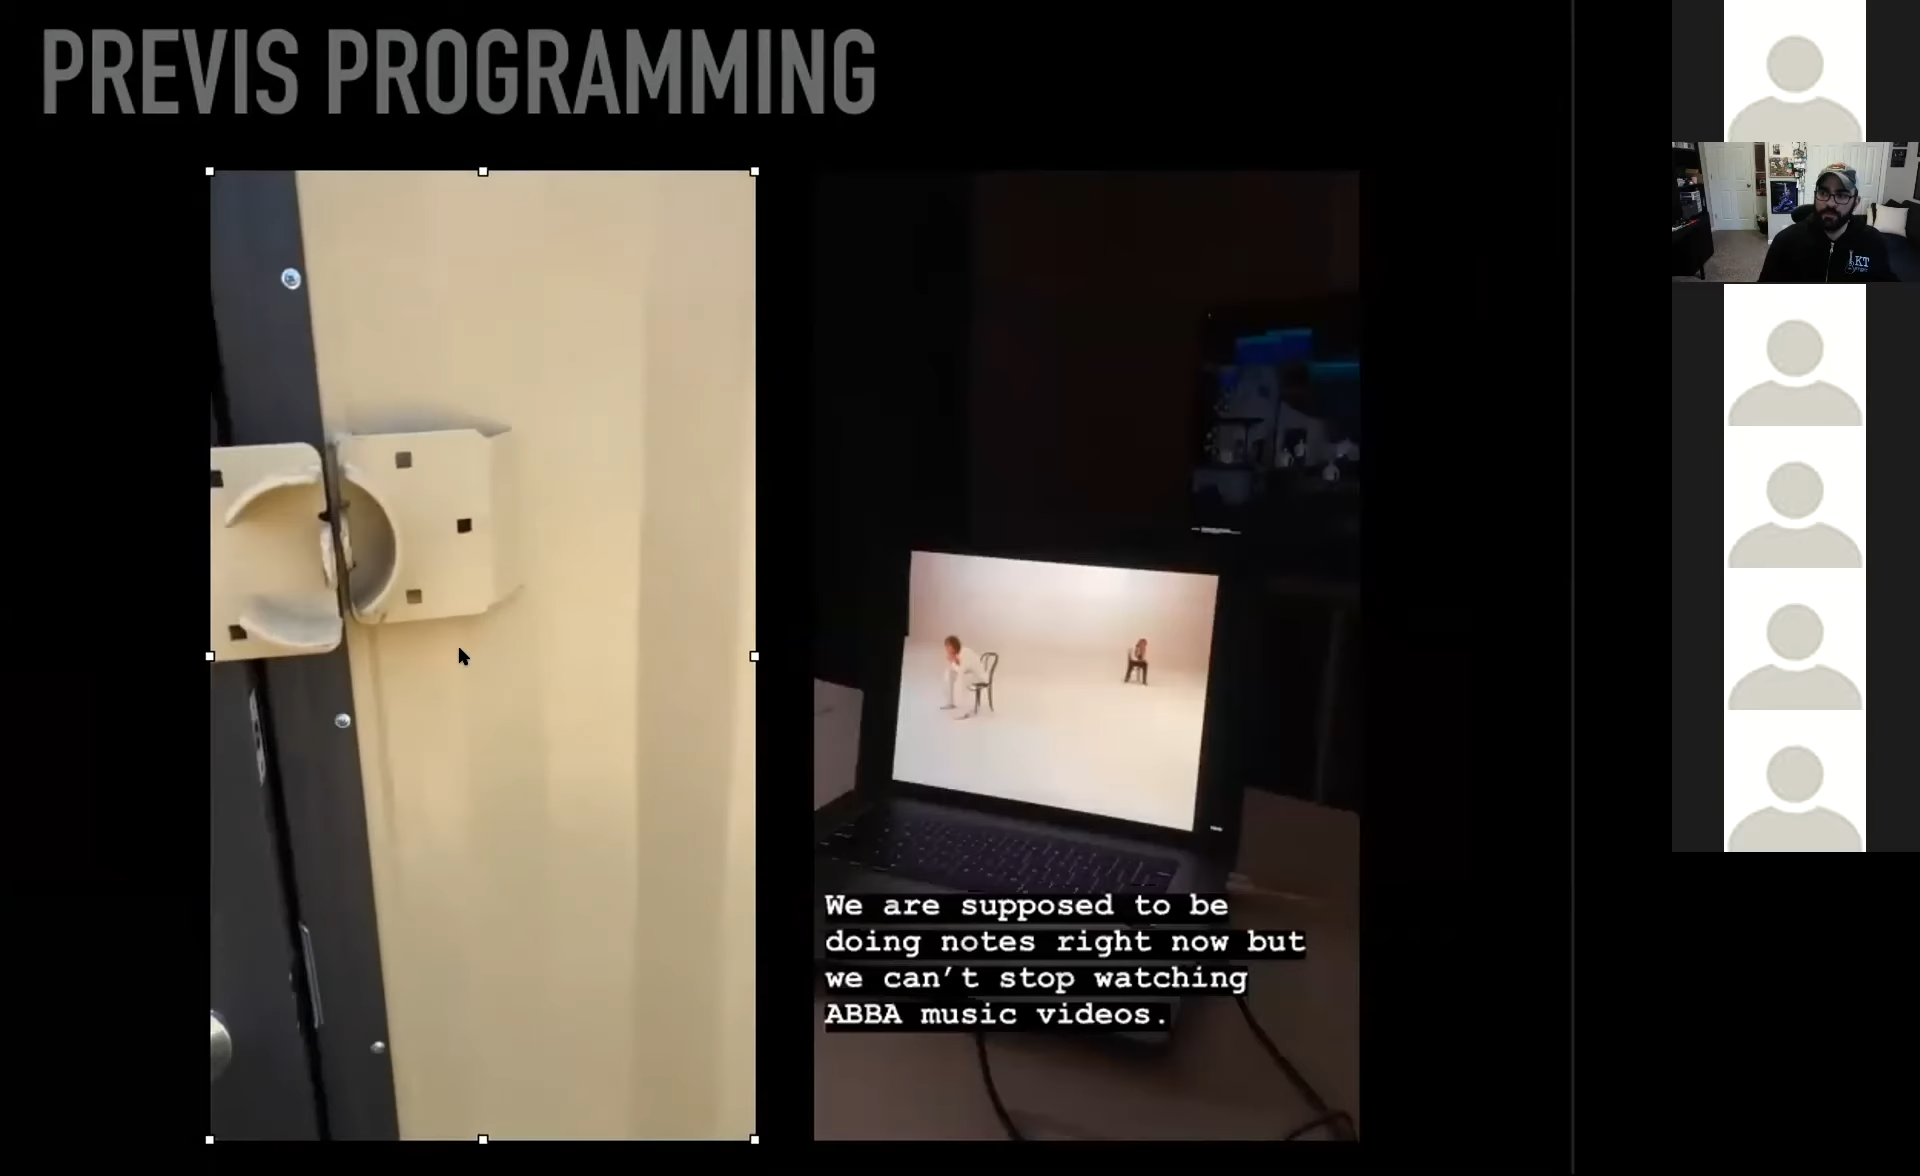 PREVIS PROGRAMMING
We are supposed to be
doing notes right now but
we can't stop watching
ABBA music videos.
KT